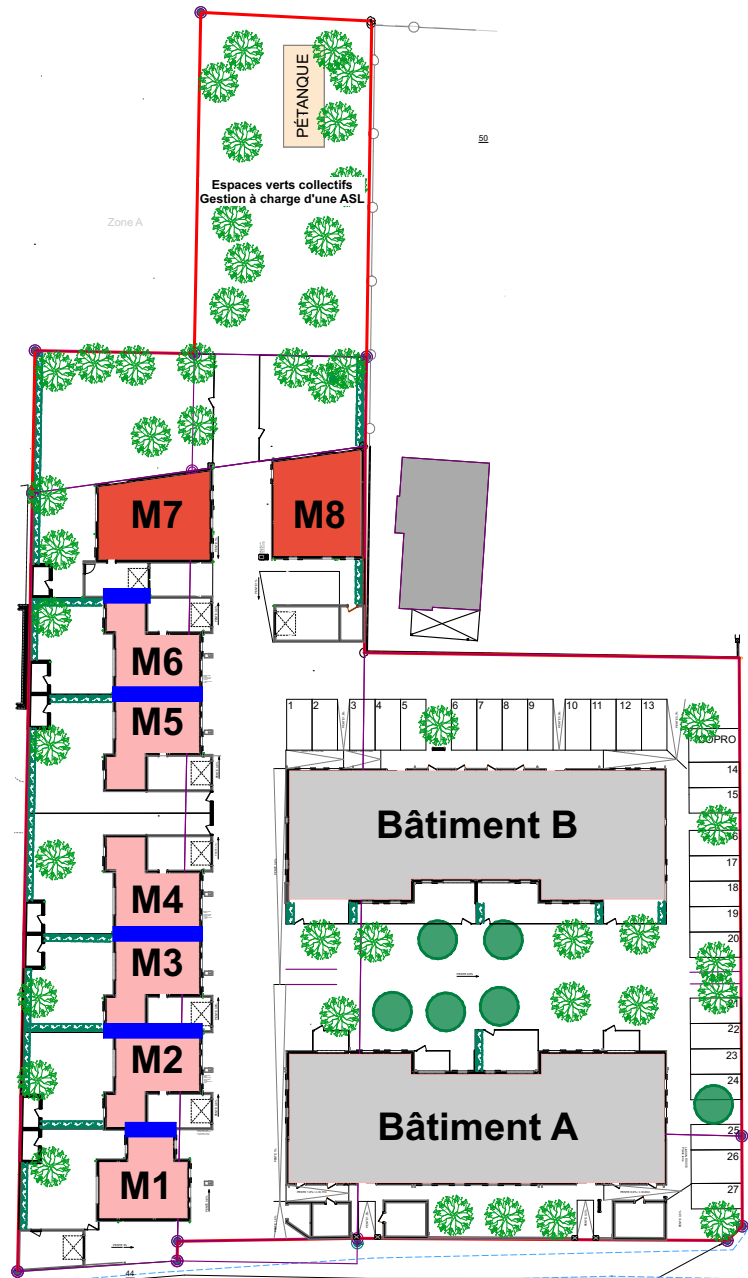 PÉTANQUE
50
Espaces verts collectifs
Gestion à charge d'une ASL
Zone A
M7
M8
M6
M5
1 2 3 4 5 6 7 8 9 10 11 12 13
COPRO
14
15
Bâtiment B
16
17
M4
18
19
M3
20
21
22
M2
23
24
Bâtiment A
25
26
M1
27
44